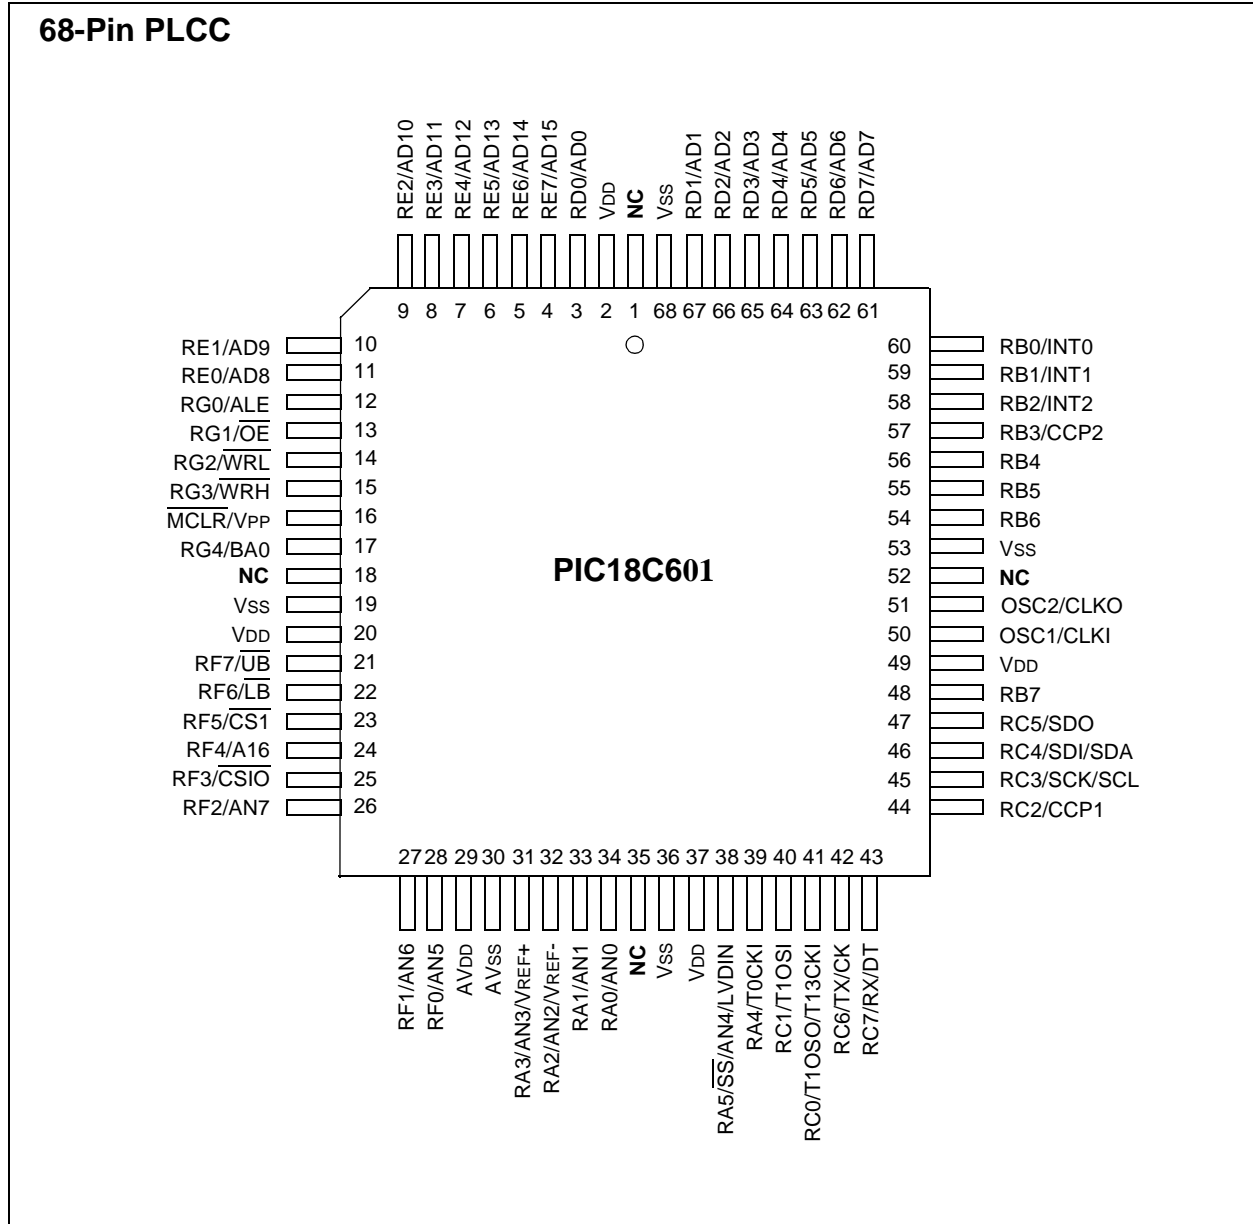 68-Pin PLCC
RE2/AD10
RE3/AD11
RE4/AD12
RE5/AD13
RE6/AD14
RE7/AD15
RD0/AD0
VDD
NC
VSS
RD1/AD1
RD2/AD2
RD3/AD3
RD4/AD4
RD5/AD5
RD6/AD6
RD7/AD7
9 8 7 6 5 4 3 2 1 68 67 66 65 64 63 62 61
RE1/AD9 10
RE0/AD8 11
RG0/ALE 12
RG1/O̅E̅ 13
RG2/W̅R̅L̅ 14
RG3/W̅R̅H̅ 15
M̅C̅L̅R̅/VPP 16
RG4/BA0 17
NC 18
VSS 19
VDD 20
RF7/U̅B̅ 21
RF6/L̅B̅ 22
RF5/C̅S̅1̅ 23
RF4/A16 24
RF3/C̅S̅I̅O̅ 25
RF2/AN7 26
PIC18C601
60 RB0/INT0
59 RB1/INT1
58 RB2/INT2
57 RB3/CCP2
56 RB4
55 RB5
54 RB6
53 VSS
52 NC
51 OSC2/CLKO
50 OSC1/CLKI
49 VDD
48 RB7
47 RC5/SDO
46 RC4/SDI/SDA
45 RC3/SCK/SCL
44 RC2/CCP1
27 28 29 30 31 32 33 34 35 36 37 38 39 40 41 42 43
RF1/AN6
RF0/AN5
AVDD
AVSS
RA3/AN3/VREF+
RA2/AN2/VREF-
RA1/AN1
RA0/AN0
NC
VSS
VDD
RA5/S̅S̅/AN4/LVDIN
RA4/T0CKI
RC1/T1OSI
RC0/T1OSO/T13CKI
RC6/TX/CK
RC7/RX/DT